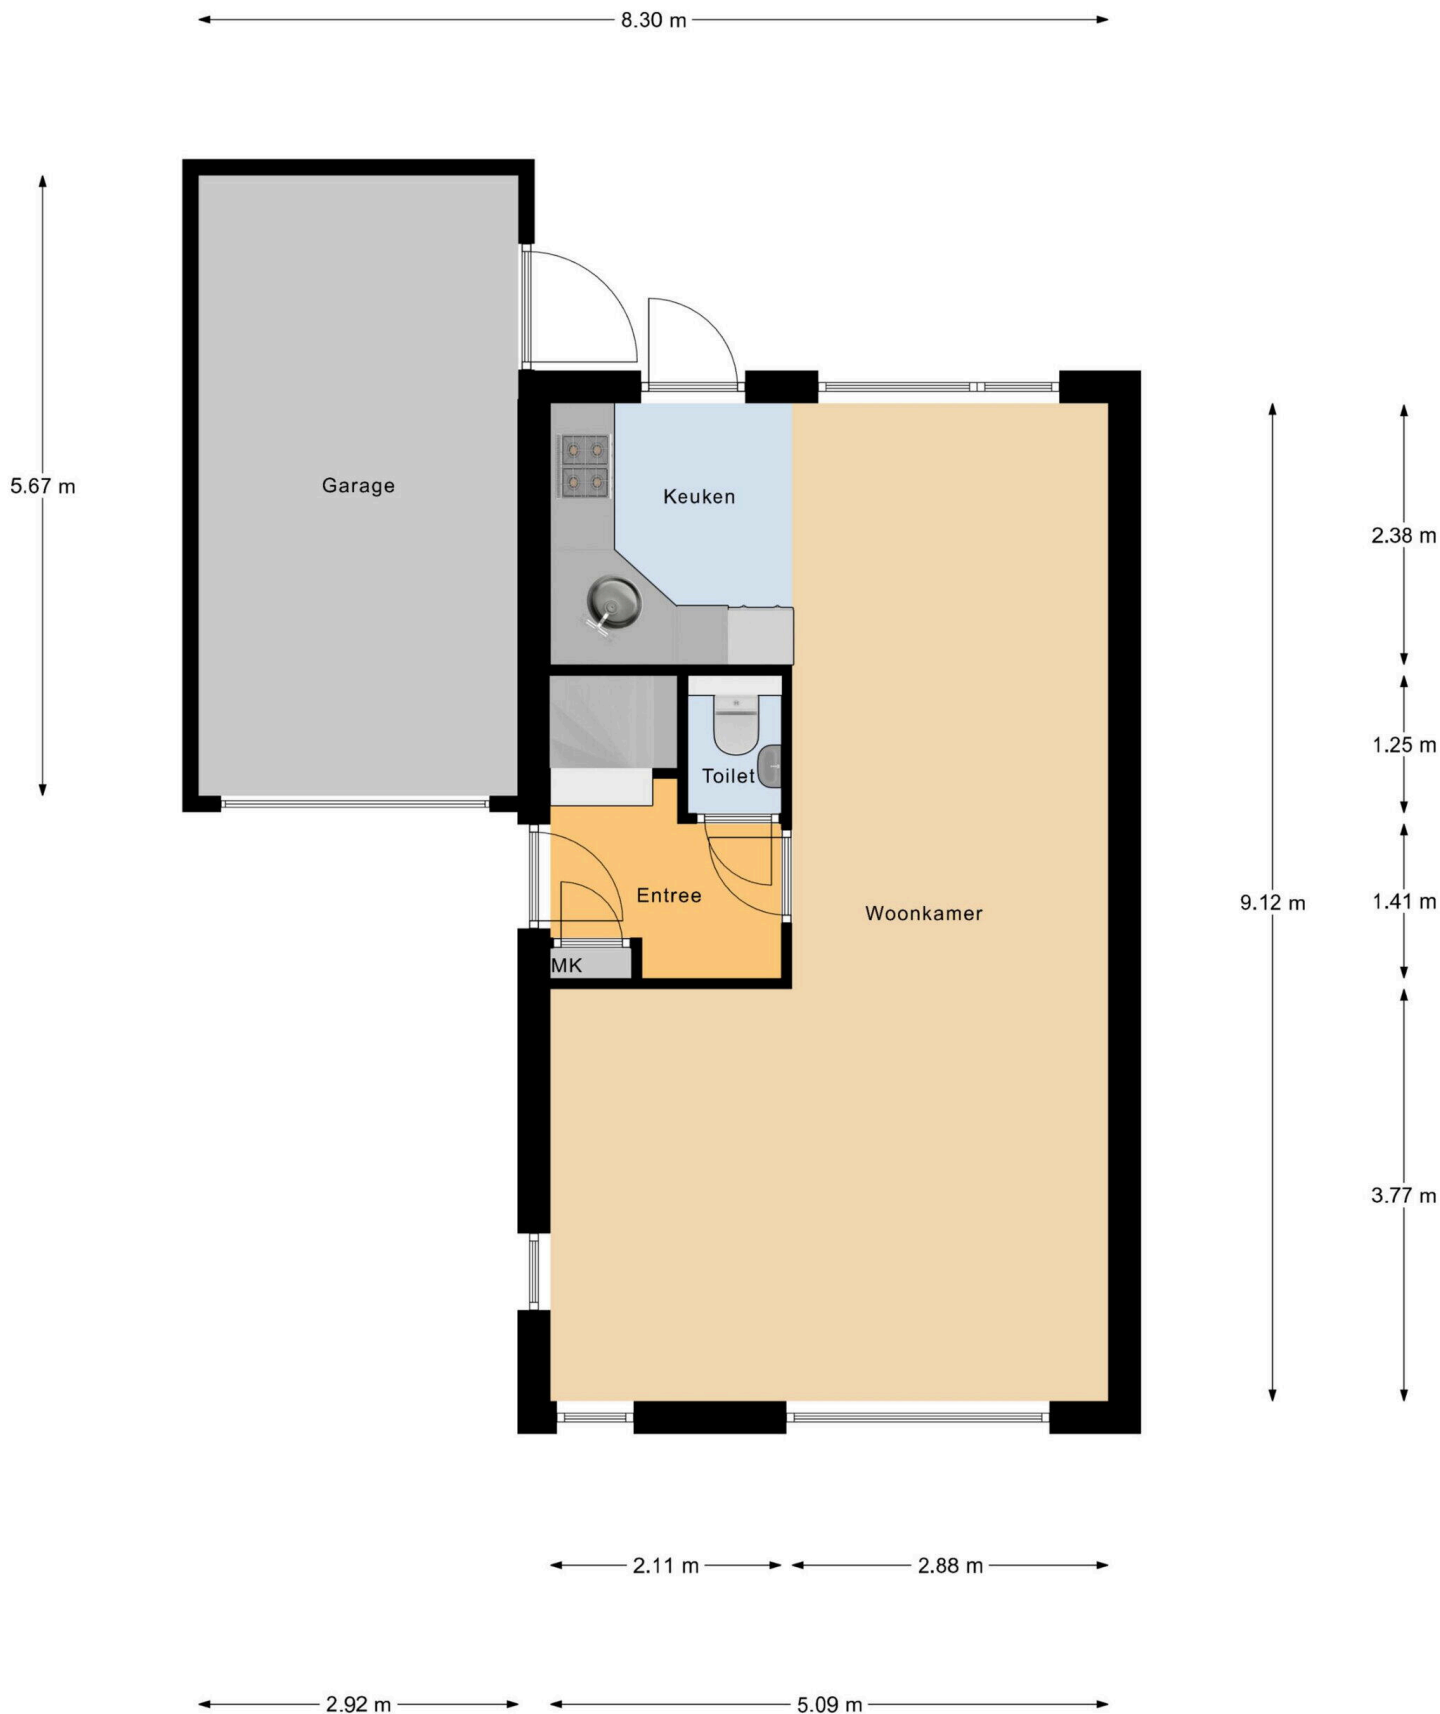 8.30 m
5.67 m
Garage
Keuken
2.38 m
Toilet
1.25 m
Entree
Woonkamer
9.12 m
1.41 m
MK
3.77 m
2.11 m
2.88 m
2.92 m
5.09 m